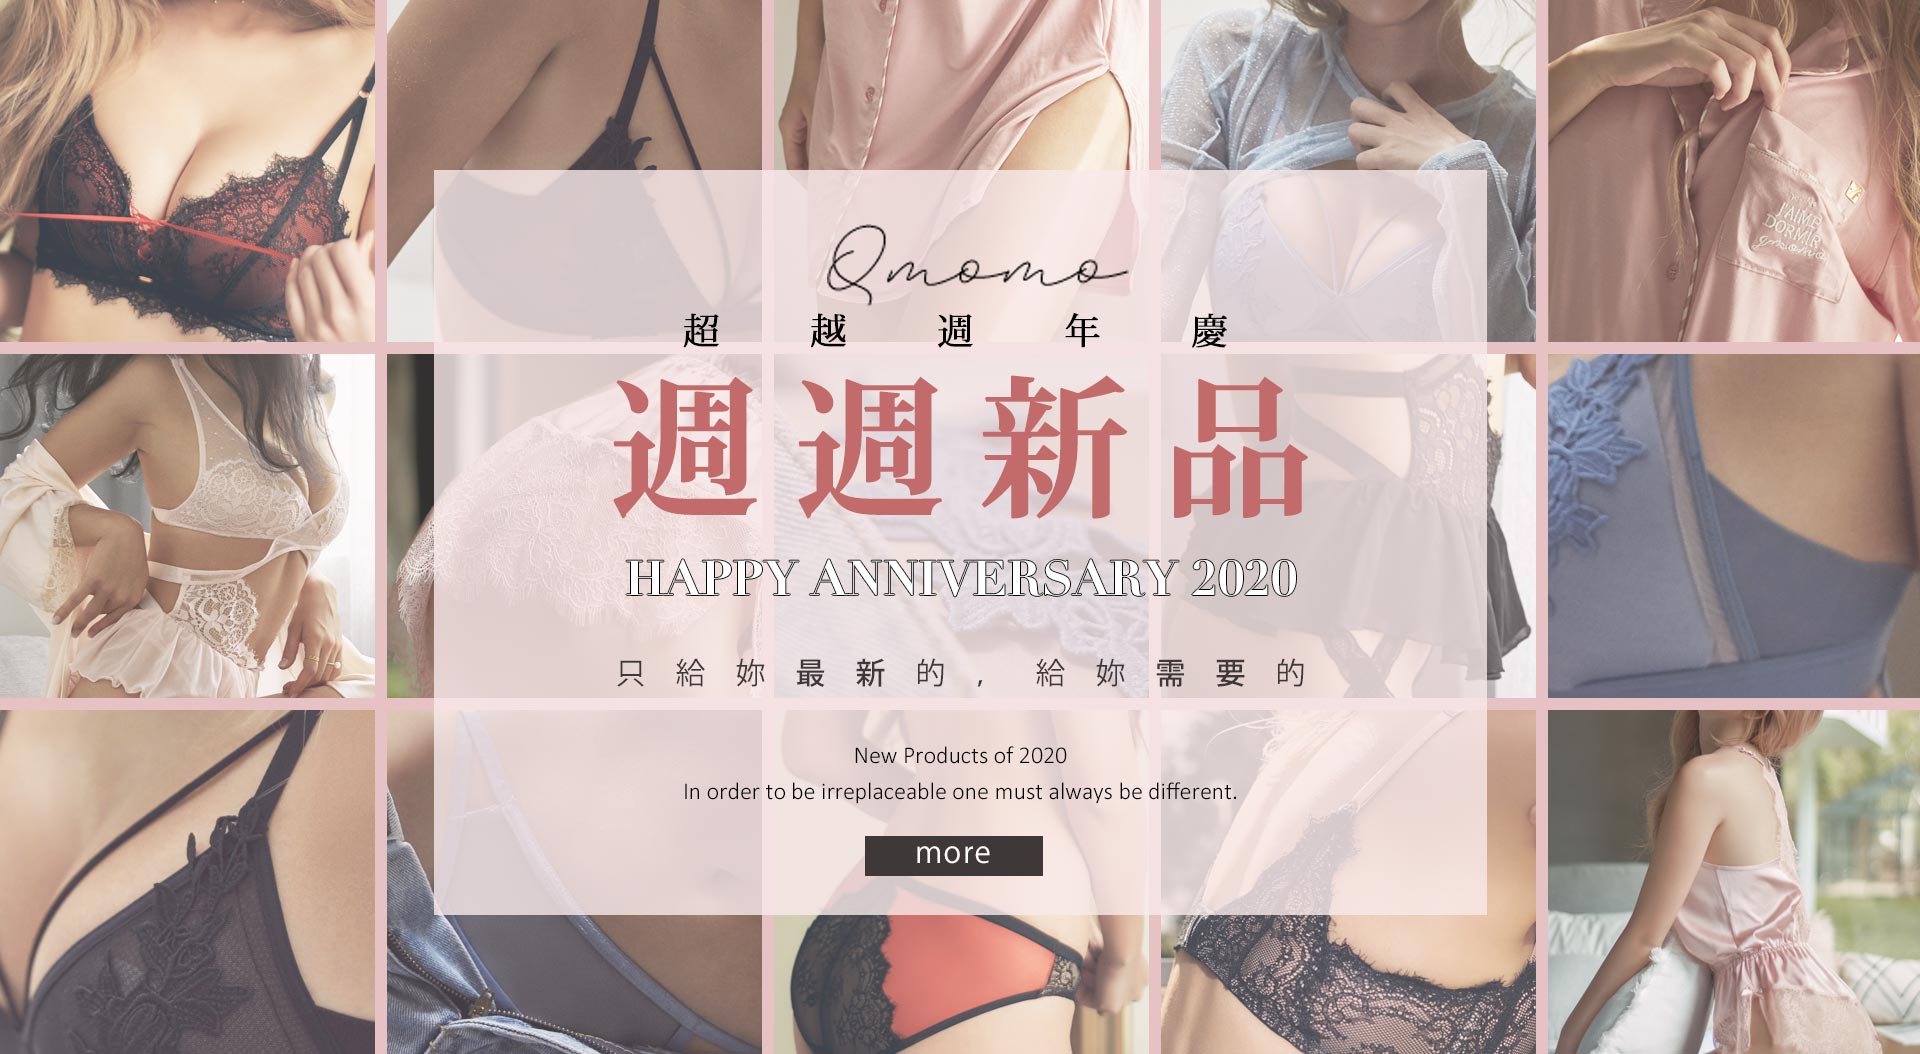 J'AIME
DORMIR
qmomo
Qmomo
超越週年慶
週週新品
HAPPY ANNIVERSARY 2020
只給妳最新的，給妳需要的
New Products of 2020
In order to be irreplaceable one must always be different.
more